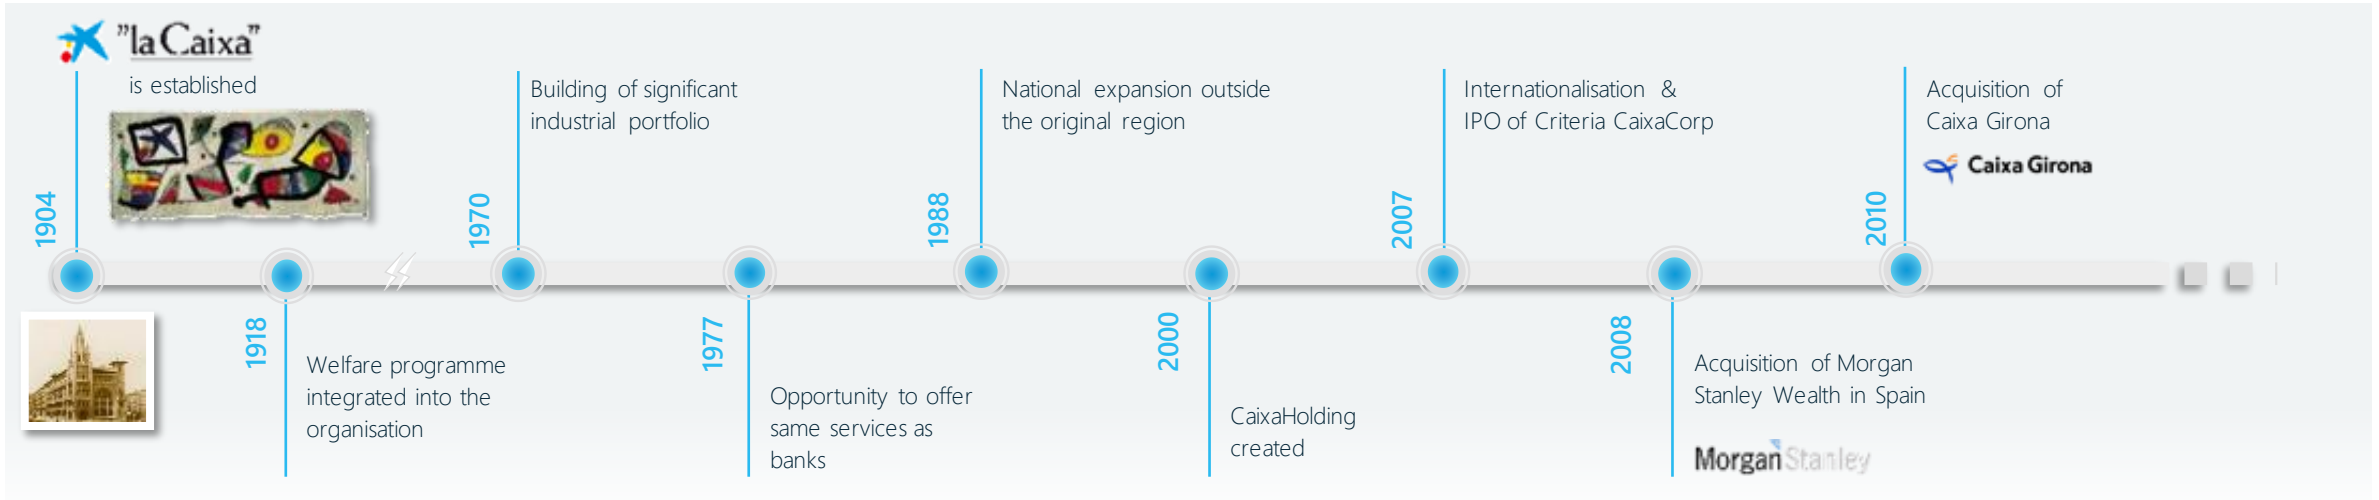 "la Caixa"
is established
1904
1918
Welfare programme
integrated into the
organisation
1970
Building of significant
industrial portfolio
1977
Opportunity to offer
same services as
banks
1988
National expansion outside
the original region
2000
CaixaHolding
created
2007
Internationalisation &
IPO of Criteria CaixaCorp
2008
Acquisition of Morgan
Stanley Wealth in Spain
Morgan Stanley
2010
Acquisition of
Caixa Girona
Caixa Girona